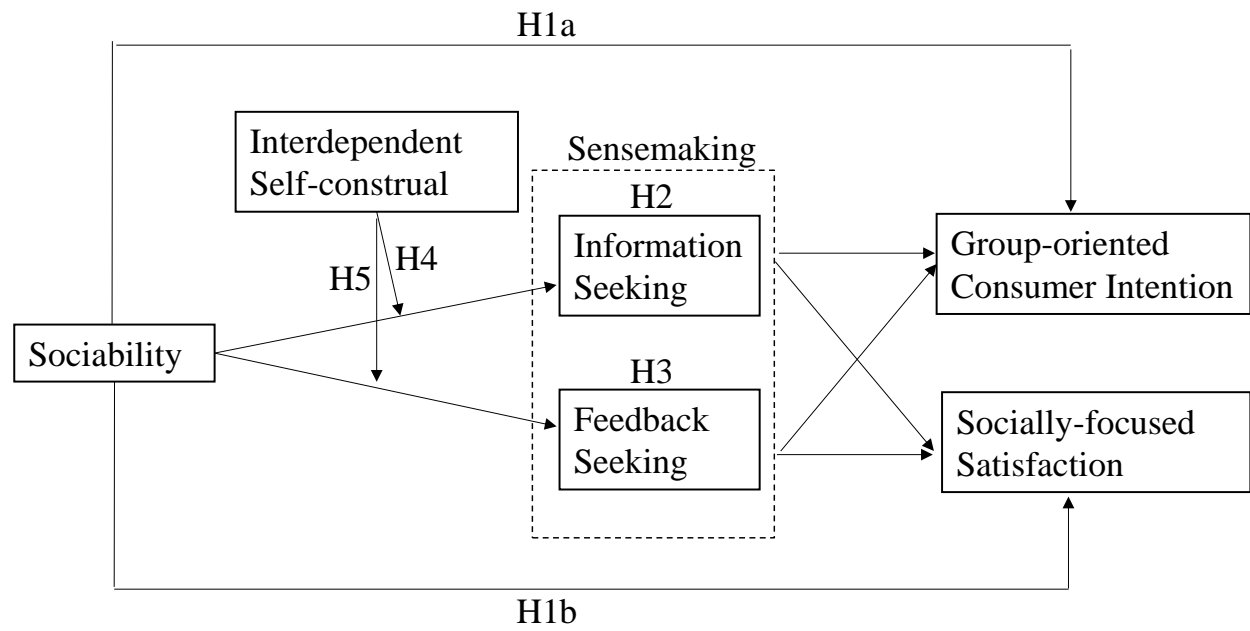 H1a
Interdependent
Self-construal
Sensemaking
H2
Information
Seeking
Group-oriented
Consumer Intention
H4
H5
Sociability
H3
Feedback
Seeking
Socially-focused
Satisfaction
H1b